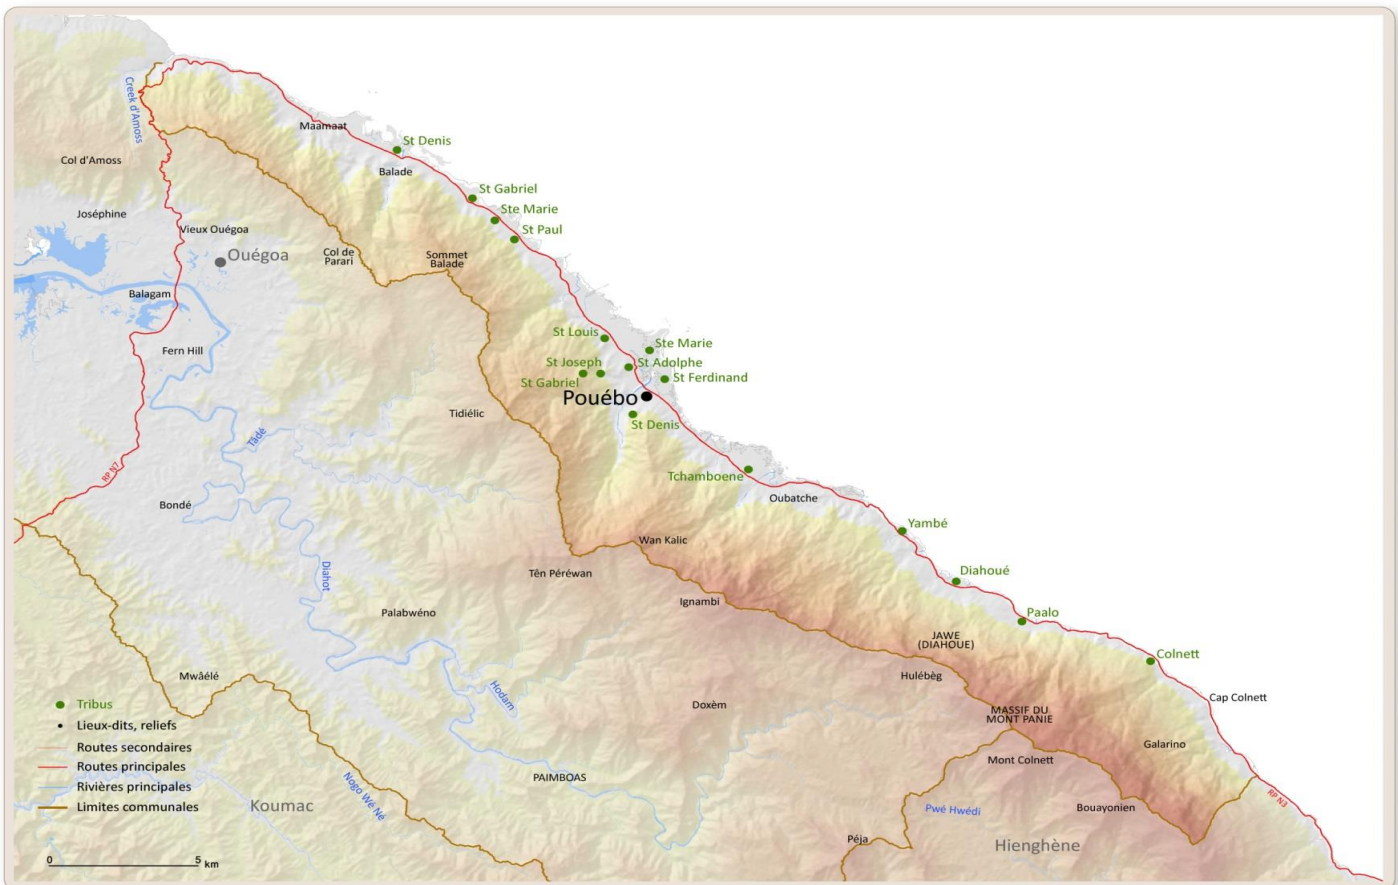 Creek d'Amoss
Maamaat
St Denis
Col d'Amoss
Balade
St Gabriel
Joséphine
Ste Marie
Vieux Ouégoa
St Paul
Ouégoa
Col de
Parari
Sommet
Balade
Balagam
St Louis
Ste Marie
Fern Hill
St Joseph
St Adolphe
St Gabriel
St Ferdinand
Pouébo
Tidiélic
St Denis
Tâdé
RP N7
Tchamboene
Oubatche
Bondé
Yambé
Wan Kalic
Diahot
Tên Péréwan
Diahoué
Ignambi
Palabwéno
Paalo
JAWE
(DIAHOUE)
Colnett
Mwâélé
Hulébèg
Hodam
Cap Colnett
Tribus
Doxèm
MASSIF DU
MONT PANIE
Lieux-dits, reliefs
Routes secondaires
Galarino
Routes principales
Mont Colnett
Rivières principales
PAIMBOAS
Limites communales
Koumac
Nogo Wé Né
Pwé Hwédi
Bouayonien
RP N3
Péja
Hienghène
0 5 km